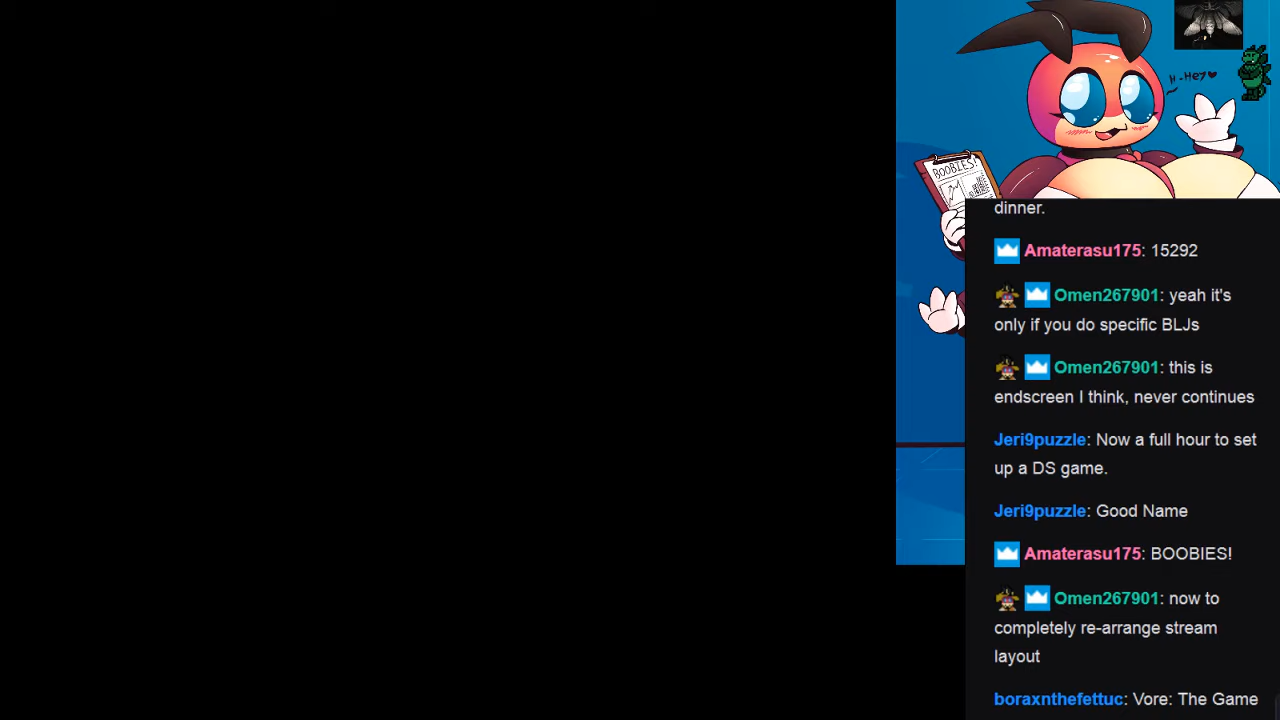 H-Hey♥
BOOBIES!
dinner.
Amaterasu175: 15292
Omen267901: yeah it's
only if you do specific BLJs
Omen267901: this is
endscreen I think, never continues
Jeri9puzzle: Now a full hour to set
up a DS game.
Jeri9puzzle: Good Name
Amaterasu175: BOOBIES!
Omen267901: now to
completely re-arrange stream
layout
boraxnthefettuc: Vore: The Game